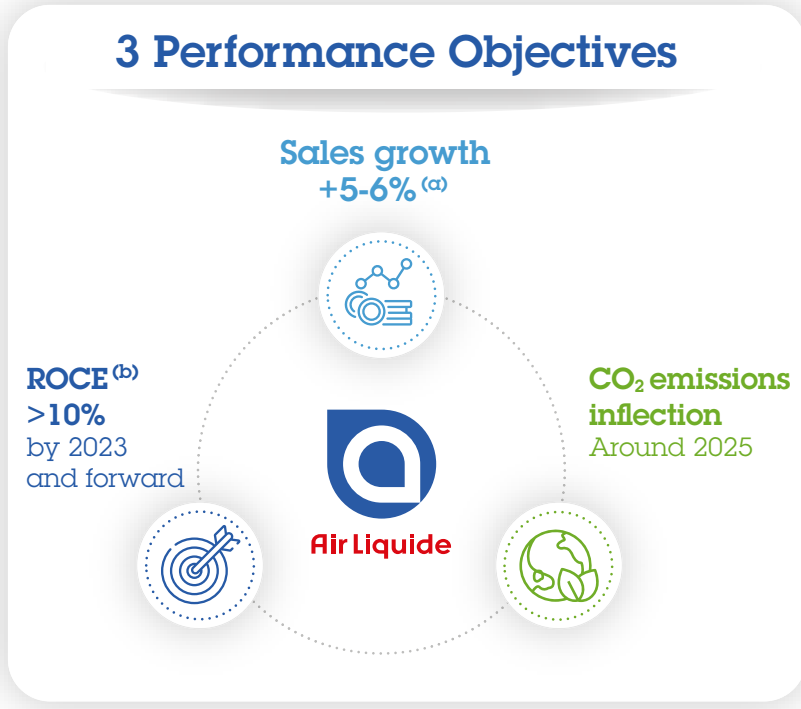 3 Performance Objectives
Sales growth
+5-6% (a)
ROCE (b)
>10%
by 2023
and forward
CO₂ emissions
inflection
Around 2025
Air Liquide